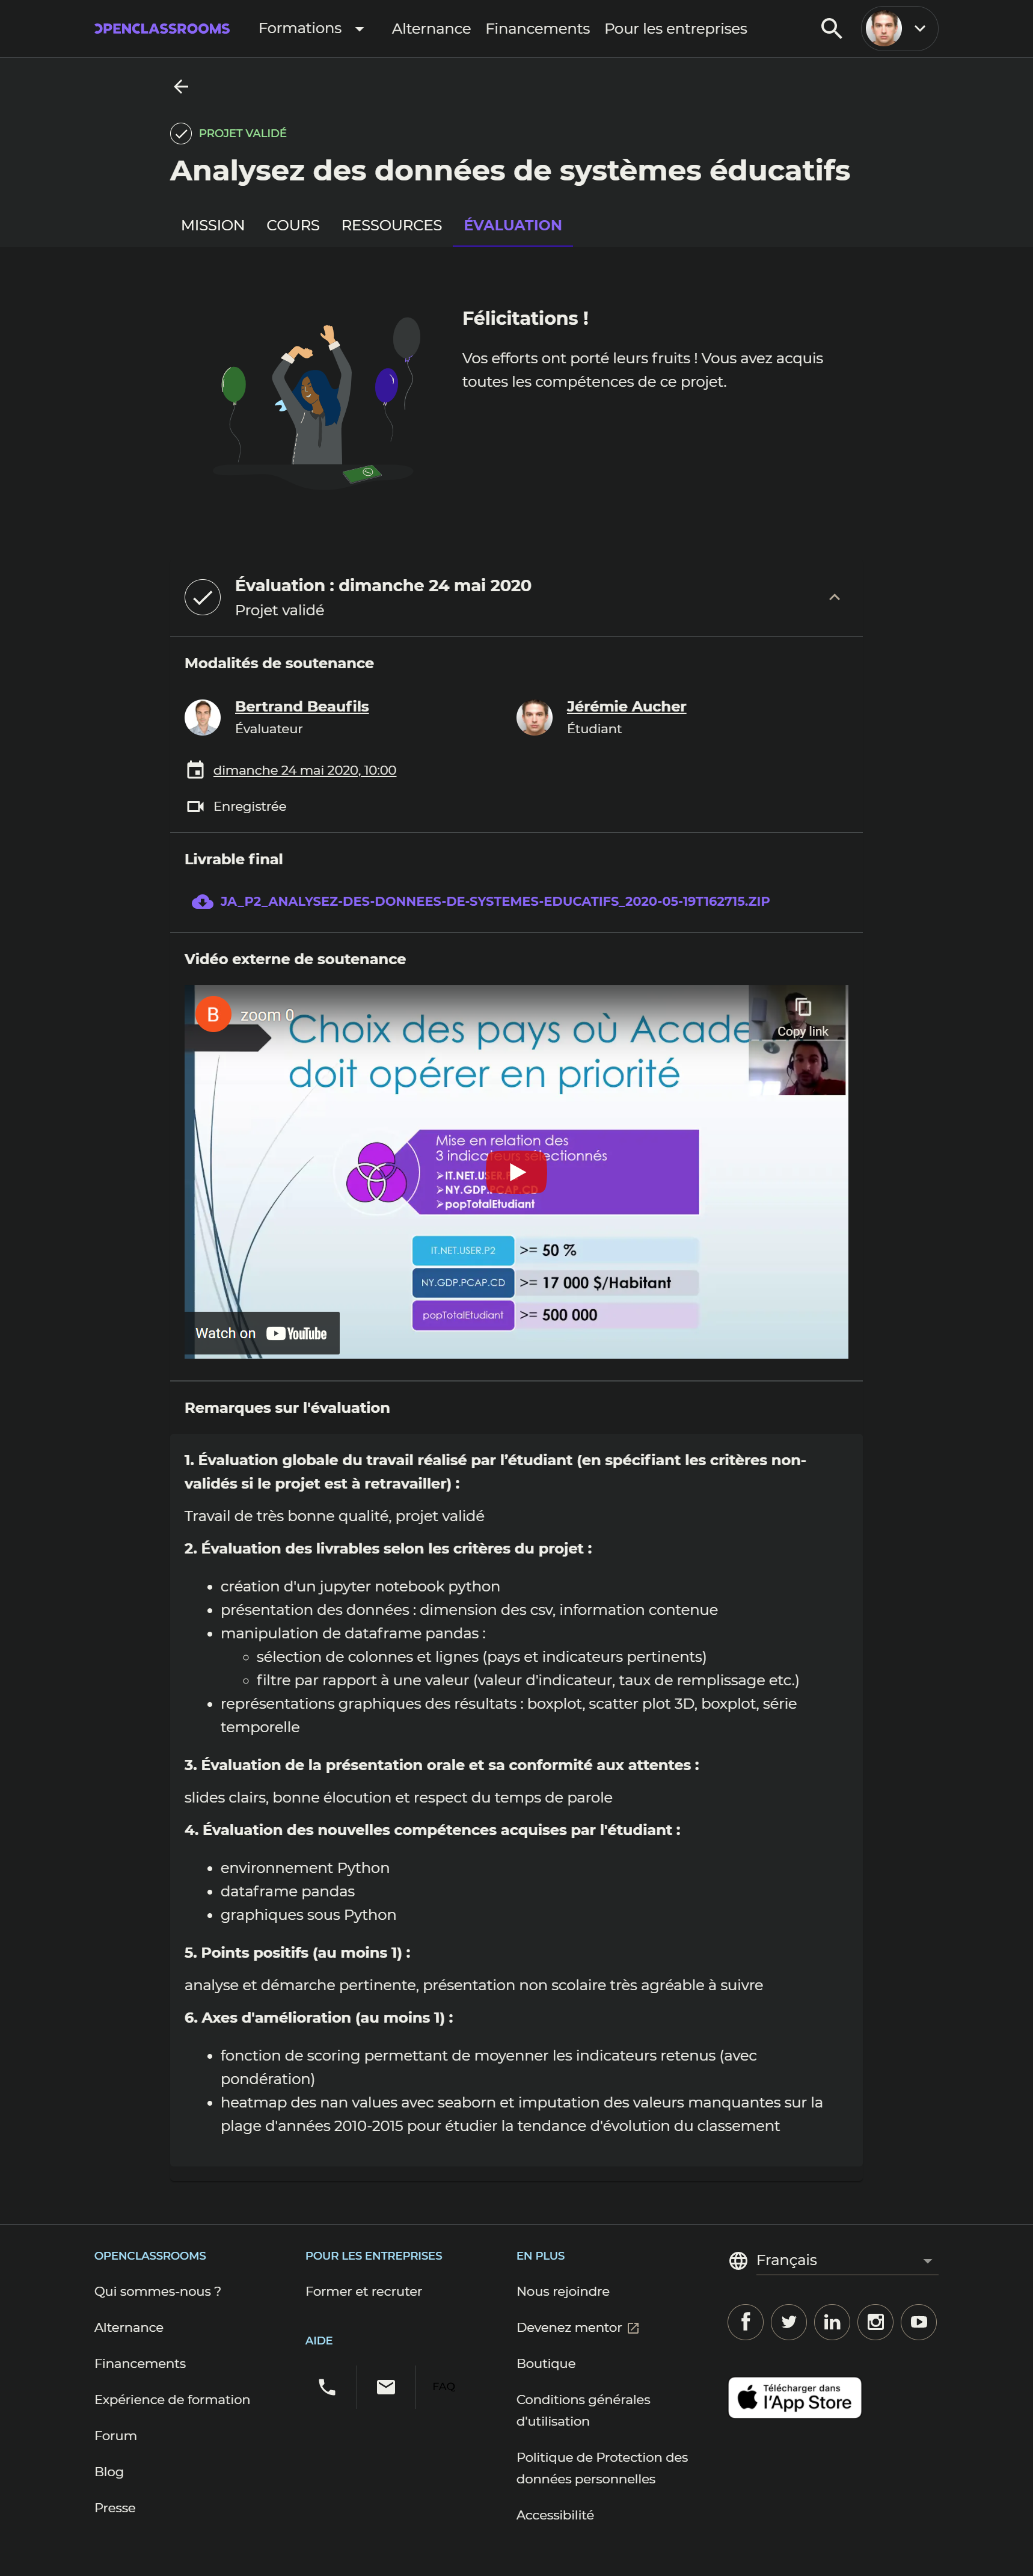 OPENCLASSROOMS
Formations
Alternance
Financements
Pour les entreprises
PROJET VALIDÉ
Analysez des données de systèmes éducatifs
MISSION
COURS
RESSOURCES
ÉVALUATION
Félicitations !
Vos efforts ont porté leurs fruits ! Vous avez acquis
toutes les compétences de ce projet.
Évaluation : dimanche 24 mai 2020
Projet validé
Modalités de soutenance
Bertrand Beaufils
Évaluateur
Jérémie Aucher
Étudiant
dimanche 24 mai 2020, 10:00
Enregistrée
Livrable final
JA_P2_ANALYSEZ-DES-DONNEES-DE-SYSTEMES-EDUCATIFS_2020-05-19T162715.ZIP
Vidéo externe de soutenance
B
zoom 0
Copy link
Choix des pays où Acade
doit opérer en priorité
Mise en relation des
3 indicateurs sélectionnés
➢IT.NET.USER.P
➢NY.GDP.PCAP.CD
➢popTotalEtudiant
IT.NET.USER.P2
>= 50 %
NY.GDP.PCAP.CD
>= 17 000 $/Habitant
popTotalEtudiant
>= 500 000
Watch on YouTube
Remarques sur l'évaluation
1. Évaluation globale du travail réalisé par l’étudiant (en spécifiant les critères non-
validés si le projet est à retravailler) :
Travail de très bonne qualité, projet validé
2. Évaluation des livrables selon les critères du projet :
• création d'un jupyter notebook python
• présentation des données : dimension des csv, information contenue
• manipulation de dataframe pandas :
◦ sélection de colonnes et lignes (pays et indicateurs pertinents)
◦ filtre par rapport à une valeur (valeur d'indicateur, taux de remplissage etc.)
• représentations graphiques des résultats : boxplot, scatter plot 3D, boxplot, série
temporelle
3. Évaluation de la présentation orale et sa conformité aux attentes :
slides clairs, bonne élocution et respect du temps de parole
4. Évaluation des nouvelles compétences acquises par l'étudiant :
• environnement Python
• dataframe pandas
• graphiques sous Python
5. Points positifs (au moins 1) :
analyse et démarche pertinente, présentation non scolaire très agréable à suivre
6. Axes d'amélioration (au moins 1) :
• fonction de scoring permettant de moyenner les indicateurs retenus (avec
pondération)
• heatmap des nan values avec seaborn et imputation des valeurs manquantes sur la
plage d'années 2010-2015 pour étudier la tendance d'évolution du classement
OPENCLASSROOMS
Qui sommes-nous ?
Alternance
Financements
Expérience de formation
Forum
Blog
Presse
POUR LES ENTREPRISES
Former et recruter
AIDE
FAQ
EN PLUS
Nous rejoindre
Devenez mentor
Boutique
Conditions générales
d'utilisation
Politique de Protection des
données personnelles
Accessibilité
Français
Télécharger dans
l'App Store